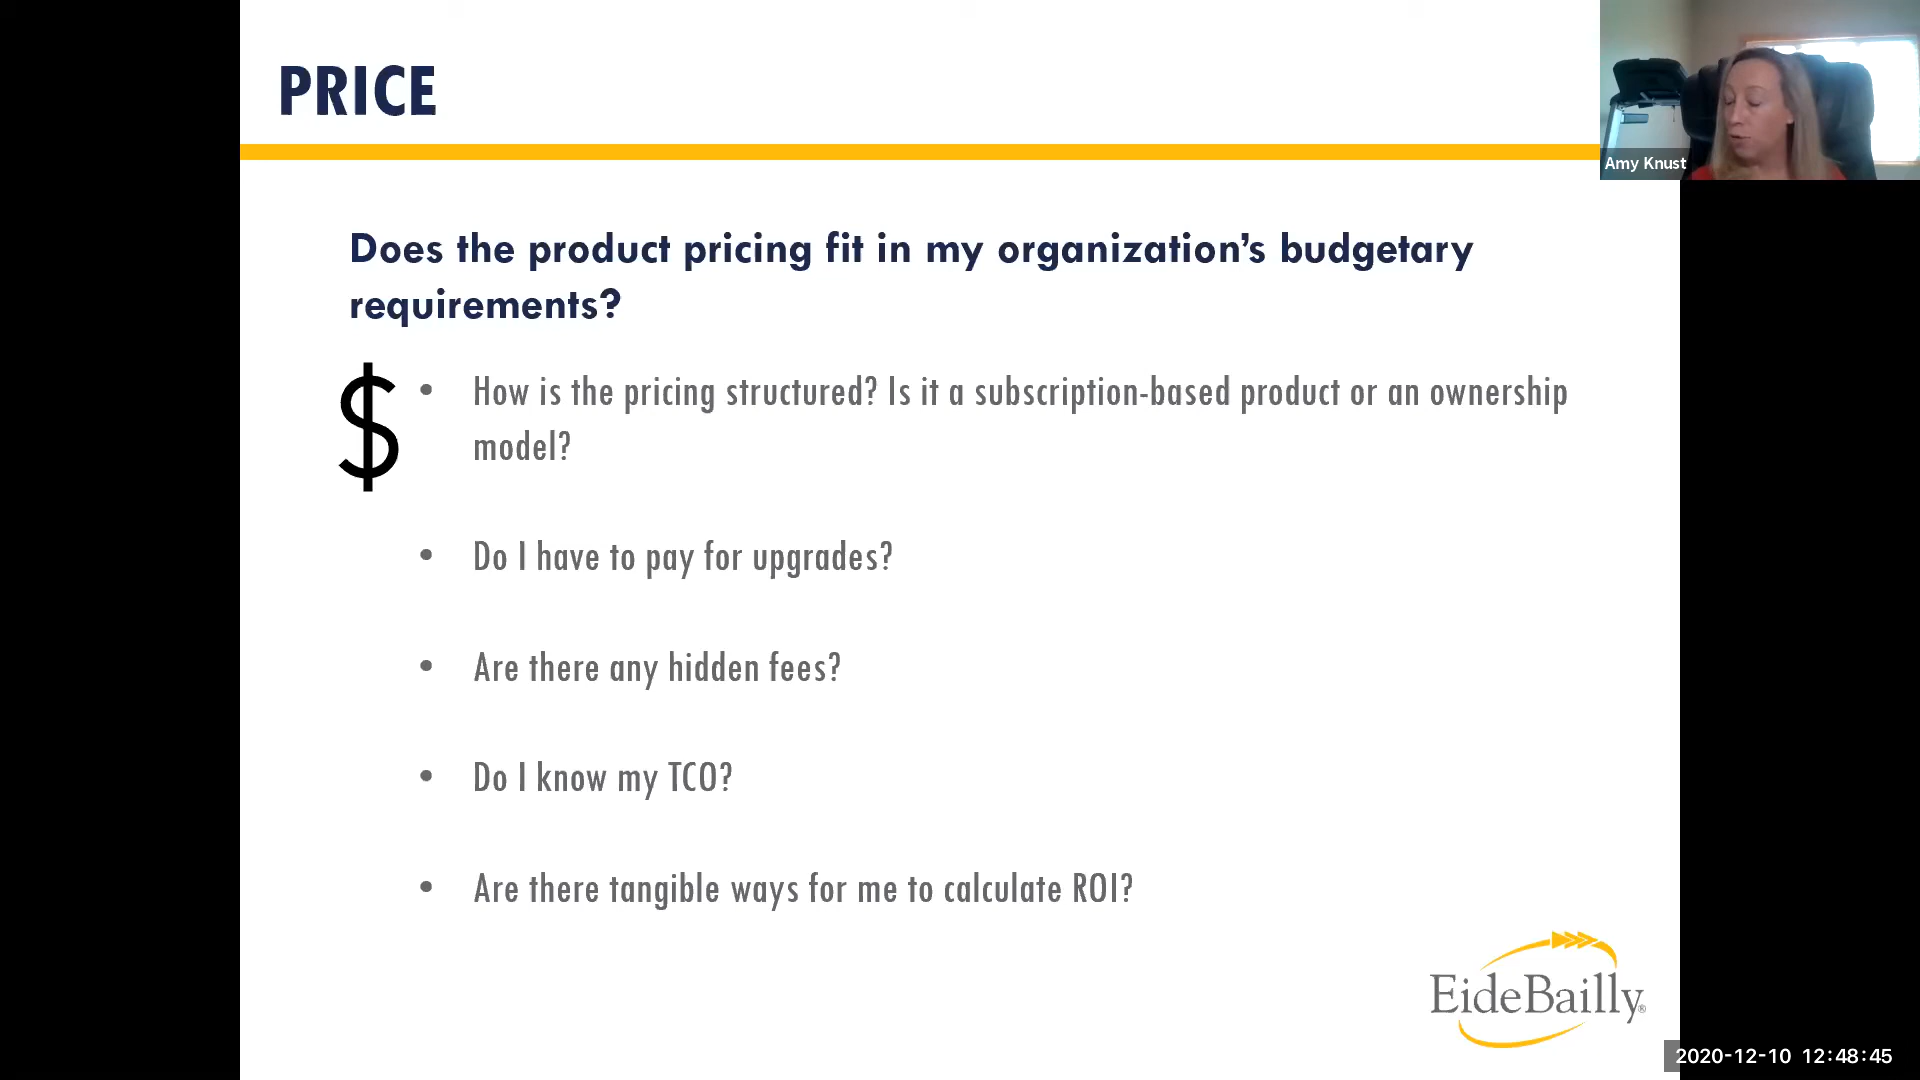 PRICE
Amy Knust
Does the product pricing fit in my organization’s budgetary
requirements?
$
• How is the pricing structured? Is it a subscription-based product or an ownership
model?
• Do I have to pay for upgrades?
• Are there any hidden fees?
• Do I know my TCO?
• Are there tangible ways for me to calculate ROI?
EideBailly®
2020-12-10 12:48:45